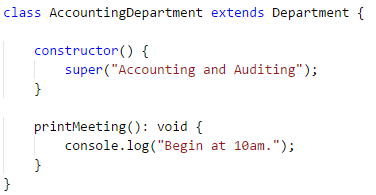 class AccountingDepartment extends Department {
constructor() {
super("Accounting and Auditing");
}
printMeeting(): void {
console.log("Begin at 10am.");
}
}